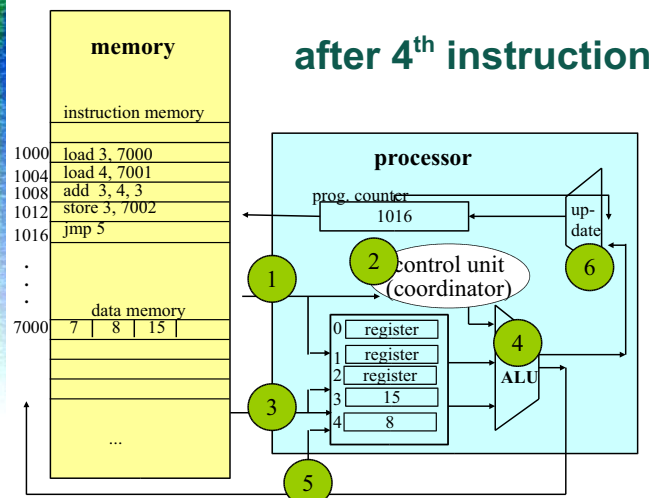 memory
after 4th instruction
instruction memory
1000 load 3, 7000
1004 load 4, 7001
1008 add 3, 4, 3
1012 store 3, 7002
1016 jmp 5
.
.
.
data memory
7000 7 8 15
...
processor
prog. counter
1016
up-
date
6
1
2
control unit
(coordinator)
0 register
1 register
2 register
3 15
4 8
4
ALU
3
5